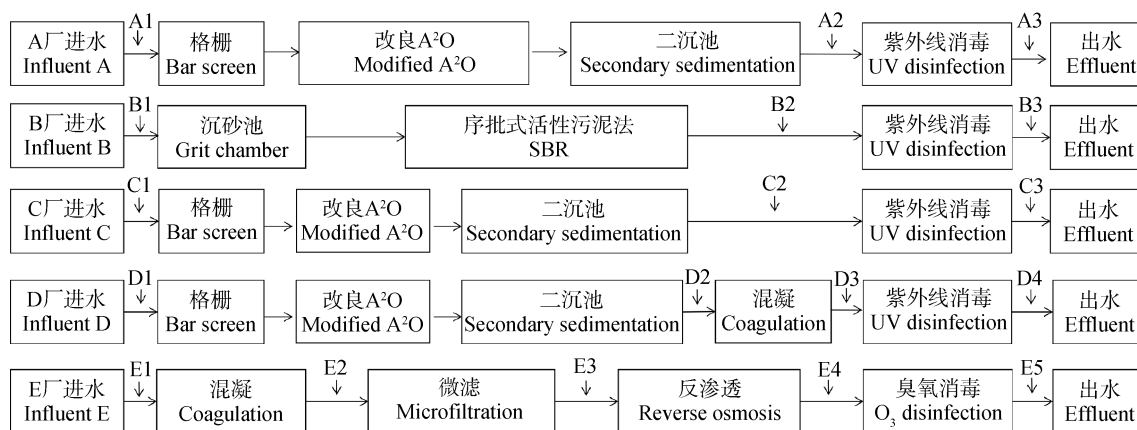 A1
A2
A3
A厂进水
Influent A
格栅
Bar screen
改良A²O
Modified A²O
二沉池
Secondary sedimentation
紫外线消毒
UV disinfection
出水
Effluent
B1
B2
B3
B厂进水
Influent B
沉砂池
Grit chamber
序批式活性污泥法
SBR
紫外线消毒
UV disinfection
出水
Effluent
C1
C2
C3
C厂进水
Influent C
格栅
Bar screen
改良A²O
Modified A²O
二沉池
Secondary sedimentation
紫外线消毒
UV disinfection
出水
Effluent
D1
D2
D3
D4
D厂进水
Influent D
格栅
Bar screen
改良A²O
Modified A²O
二沉池
Secondary sedimentation
混凝
Coagulation
紫外线消毒
UV disinfection
出水
Effluent
E1
E2
E3
E4
E5
E厂进水
Influent E
混凝
Coagulation
微滤
Microfiltration
反渗透
Reverse osmosis
臭氧消毒
O₃ disinfection
出水
Effluent